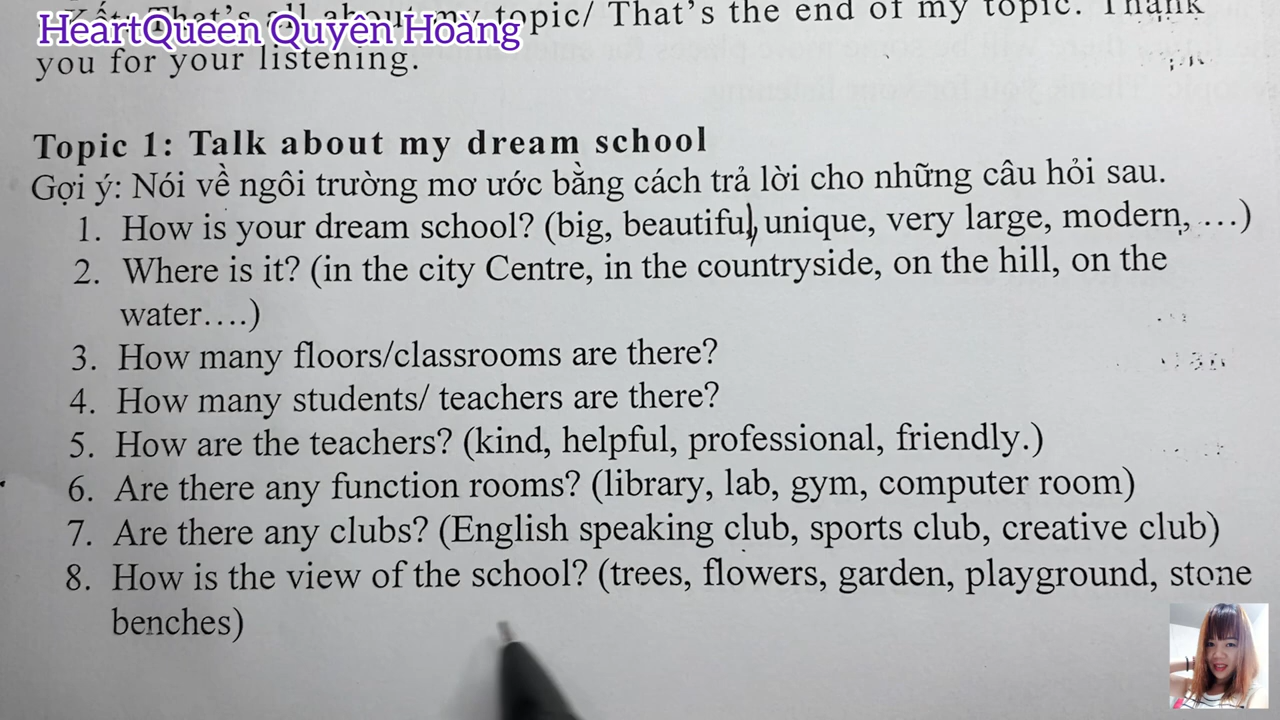 Kết: That's all about my topic/ That's the end of my topic. Thank
HeartQueen Quyên Hoàng
you for your listening.
Topic 1: Talk about my dream school
Gợi ý: Nói về ngôi trường mơ ước bằng cách trả lời cho những câu hỏi sau.
1. How is your dream school? (big, beautiful, unique, very large, modern, …)
2. Where is it? (in the city Centre, in the countryside, on the hill, on the
water….)
3. How many floors/classrooms are there?
4. How many students/ teachers are there?
5. How are the teachers? (kind, helpful, professional, friendly.)
6. Are there any function rooms? (library, lab, gym, computer room)
7. Are there any clubs? (English speaking club, sports club, creative club)
8. How is the view of the school? (trees, flowers, garden, playground, stone
benches)